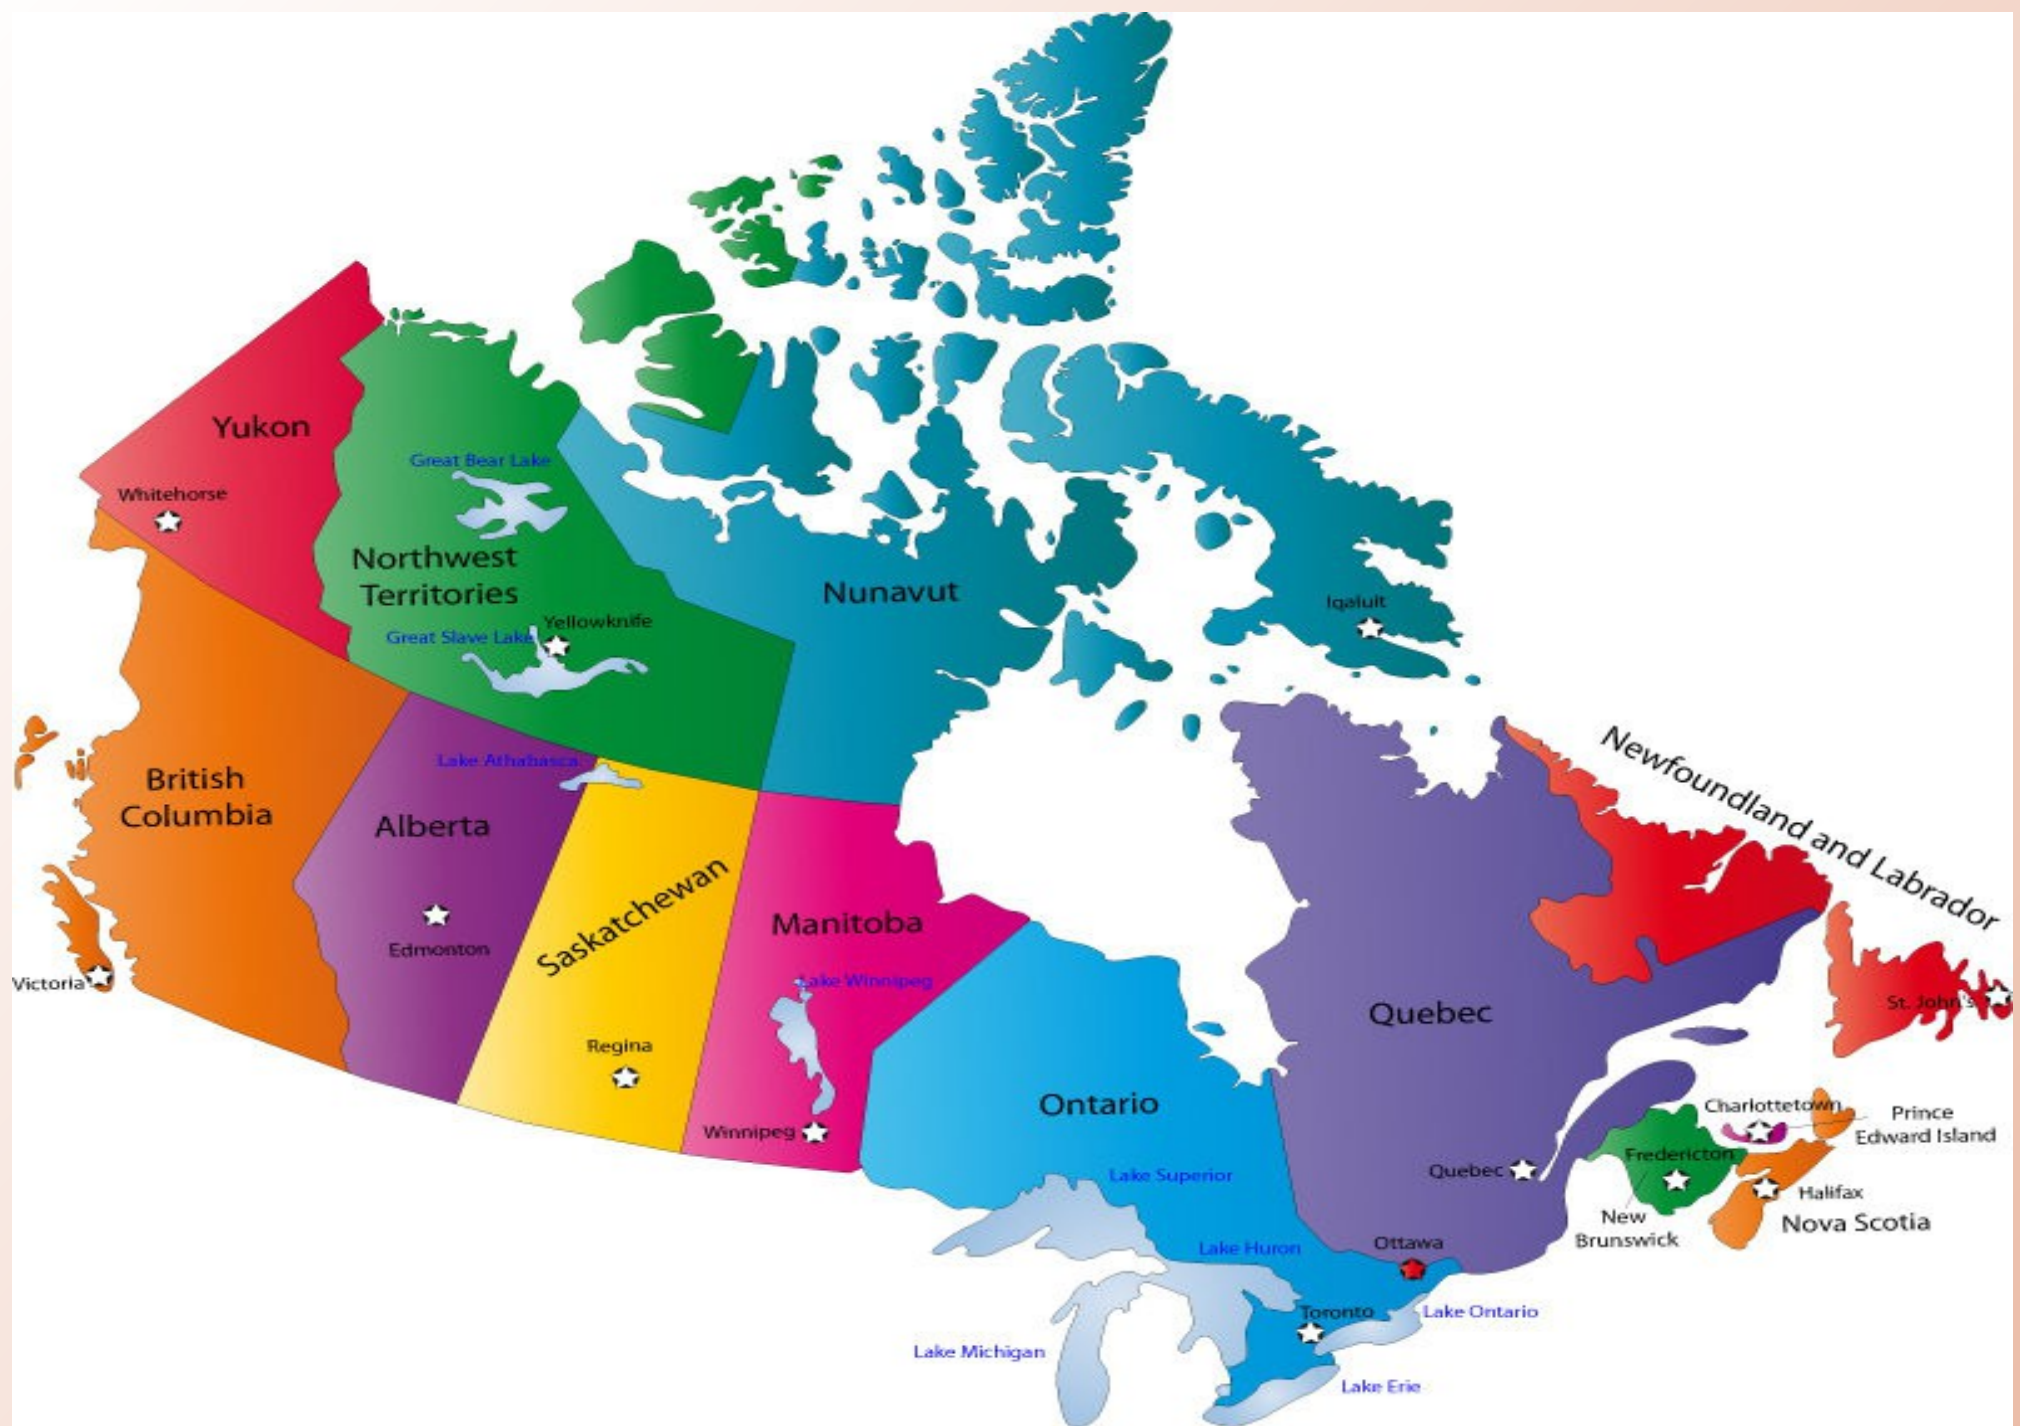 Yukon
Whitehorse
Great Bear Lake
Northwest
Territories
Great Slave Lake
Yellowknife
Nunavut
Iqaluit
British
Columbia
Victoria
Lake Athabasca
Alberta
Edmonton
Saskatchewan
Regina
Manitoba
Lake Winnipeg
Winnipeg
Ontario
Lake Superior
Lake Huron
Ottawa
Toronto
Lake Ontario
Lake Michigan
Lake Erie
Quebec
Quebec
Newfoundland and Labrador
St. John's
Charlottetown
Prince
Edward Island
Fredericton
New
Brunswick
Halifax
Nova Scotia